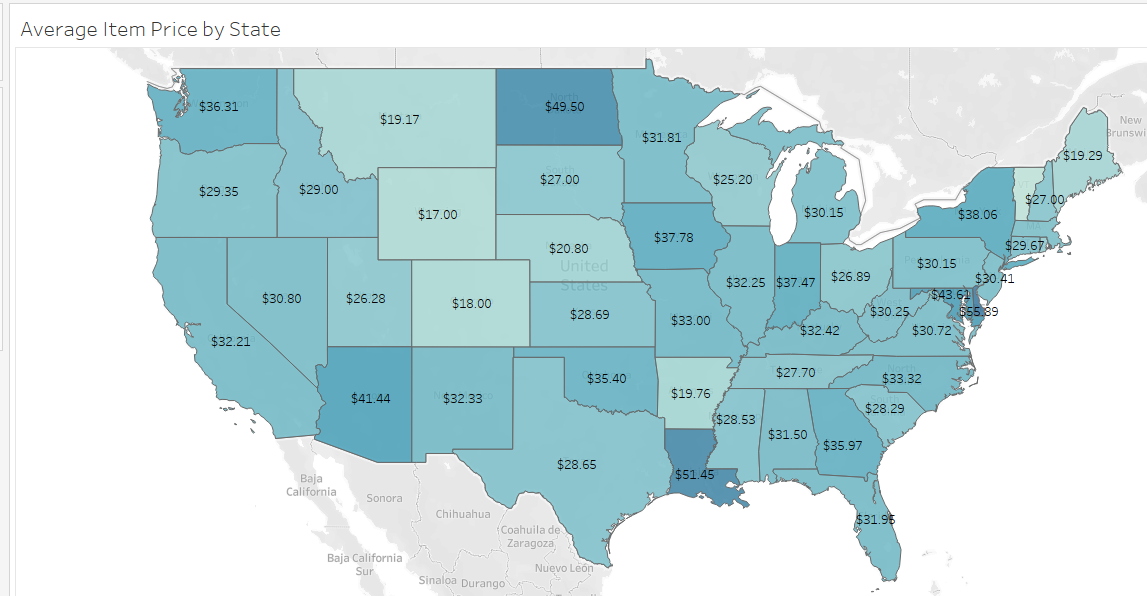 Average Item Price by State
$36.31
$19.17
$49.50
$31.81
$19.29
New
Brunswi
$29.35
$29.00
$27.00
$25.20
$27.00
$17.00
$30.15
$38.06
$37.78
$29.67
$20.80
United
States
$30.15
$26.89
$30.41
$30.80
$26.28
$18.00
$32.25
$37.47
$43.61
$55.89
$28.69
$30.25
$33.00
$32.42
$30.72
$32.21
$27.70
$35.40
$33.32
$41.44
$32.33
$19.76
$28.29
$28.53
$31.50
$35.97
$28.65
$51.45
Baja
California
Sonora
Chihuahua
$31.95
Coahuila de
Zaragoza
Baja California
Sur
Nuevo León
Sinaloa
Durango